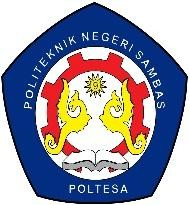 POLITEKNIK NEGERI SAMBAS
POLTESA